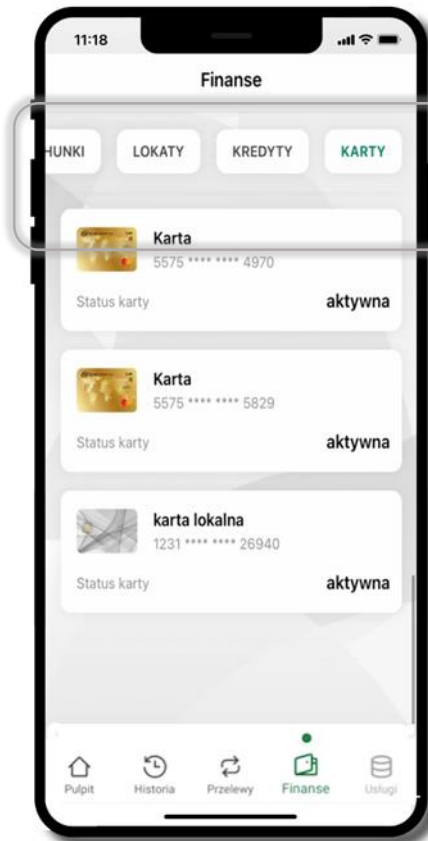 11:18
Finanse
HUNKI LOKATY KREDYTY KARTY
Karta
5575 **** **** 4970
Status karty aktywna
Karta
5575 **** **** 5829
Status karty aktywna
karta lokalna
1231 **** **** 26940
Status karty aktywna
Pulpit Historia Przelewy Finanse Usługi